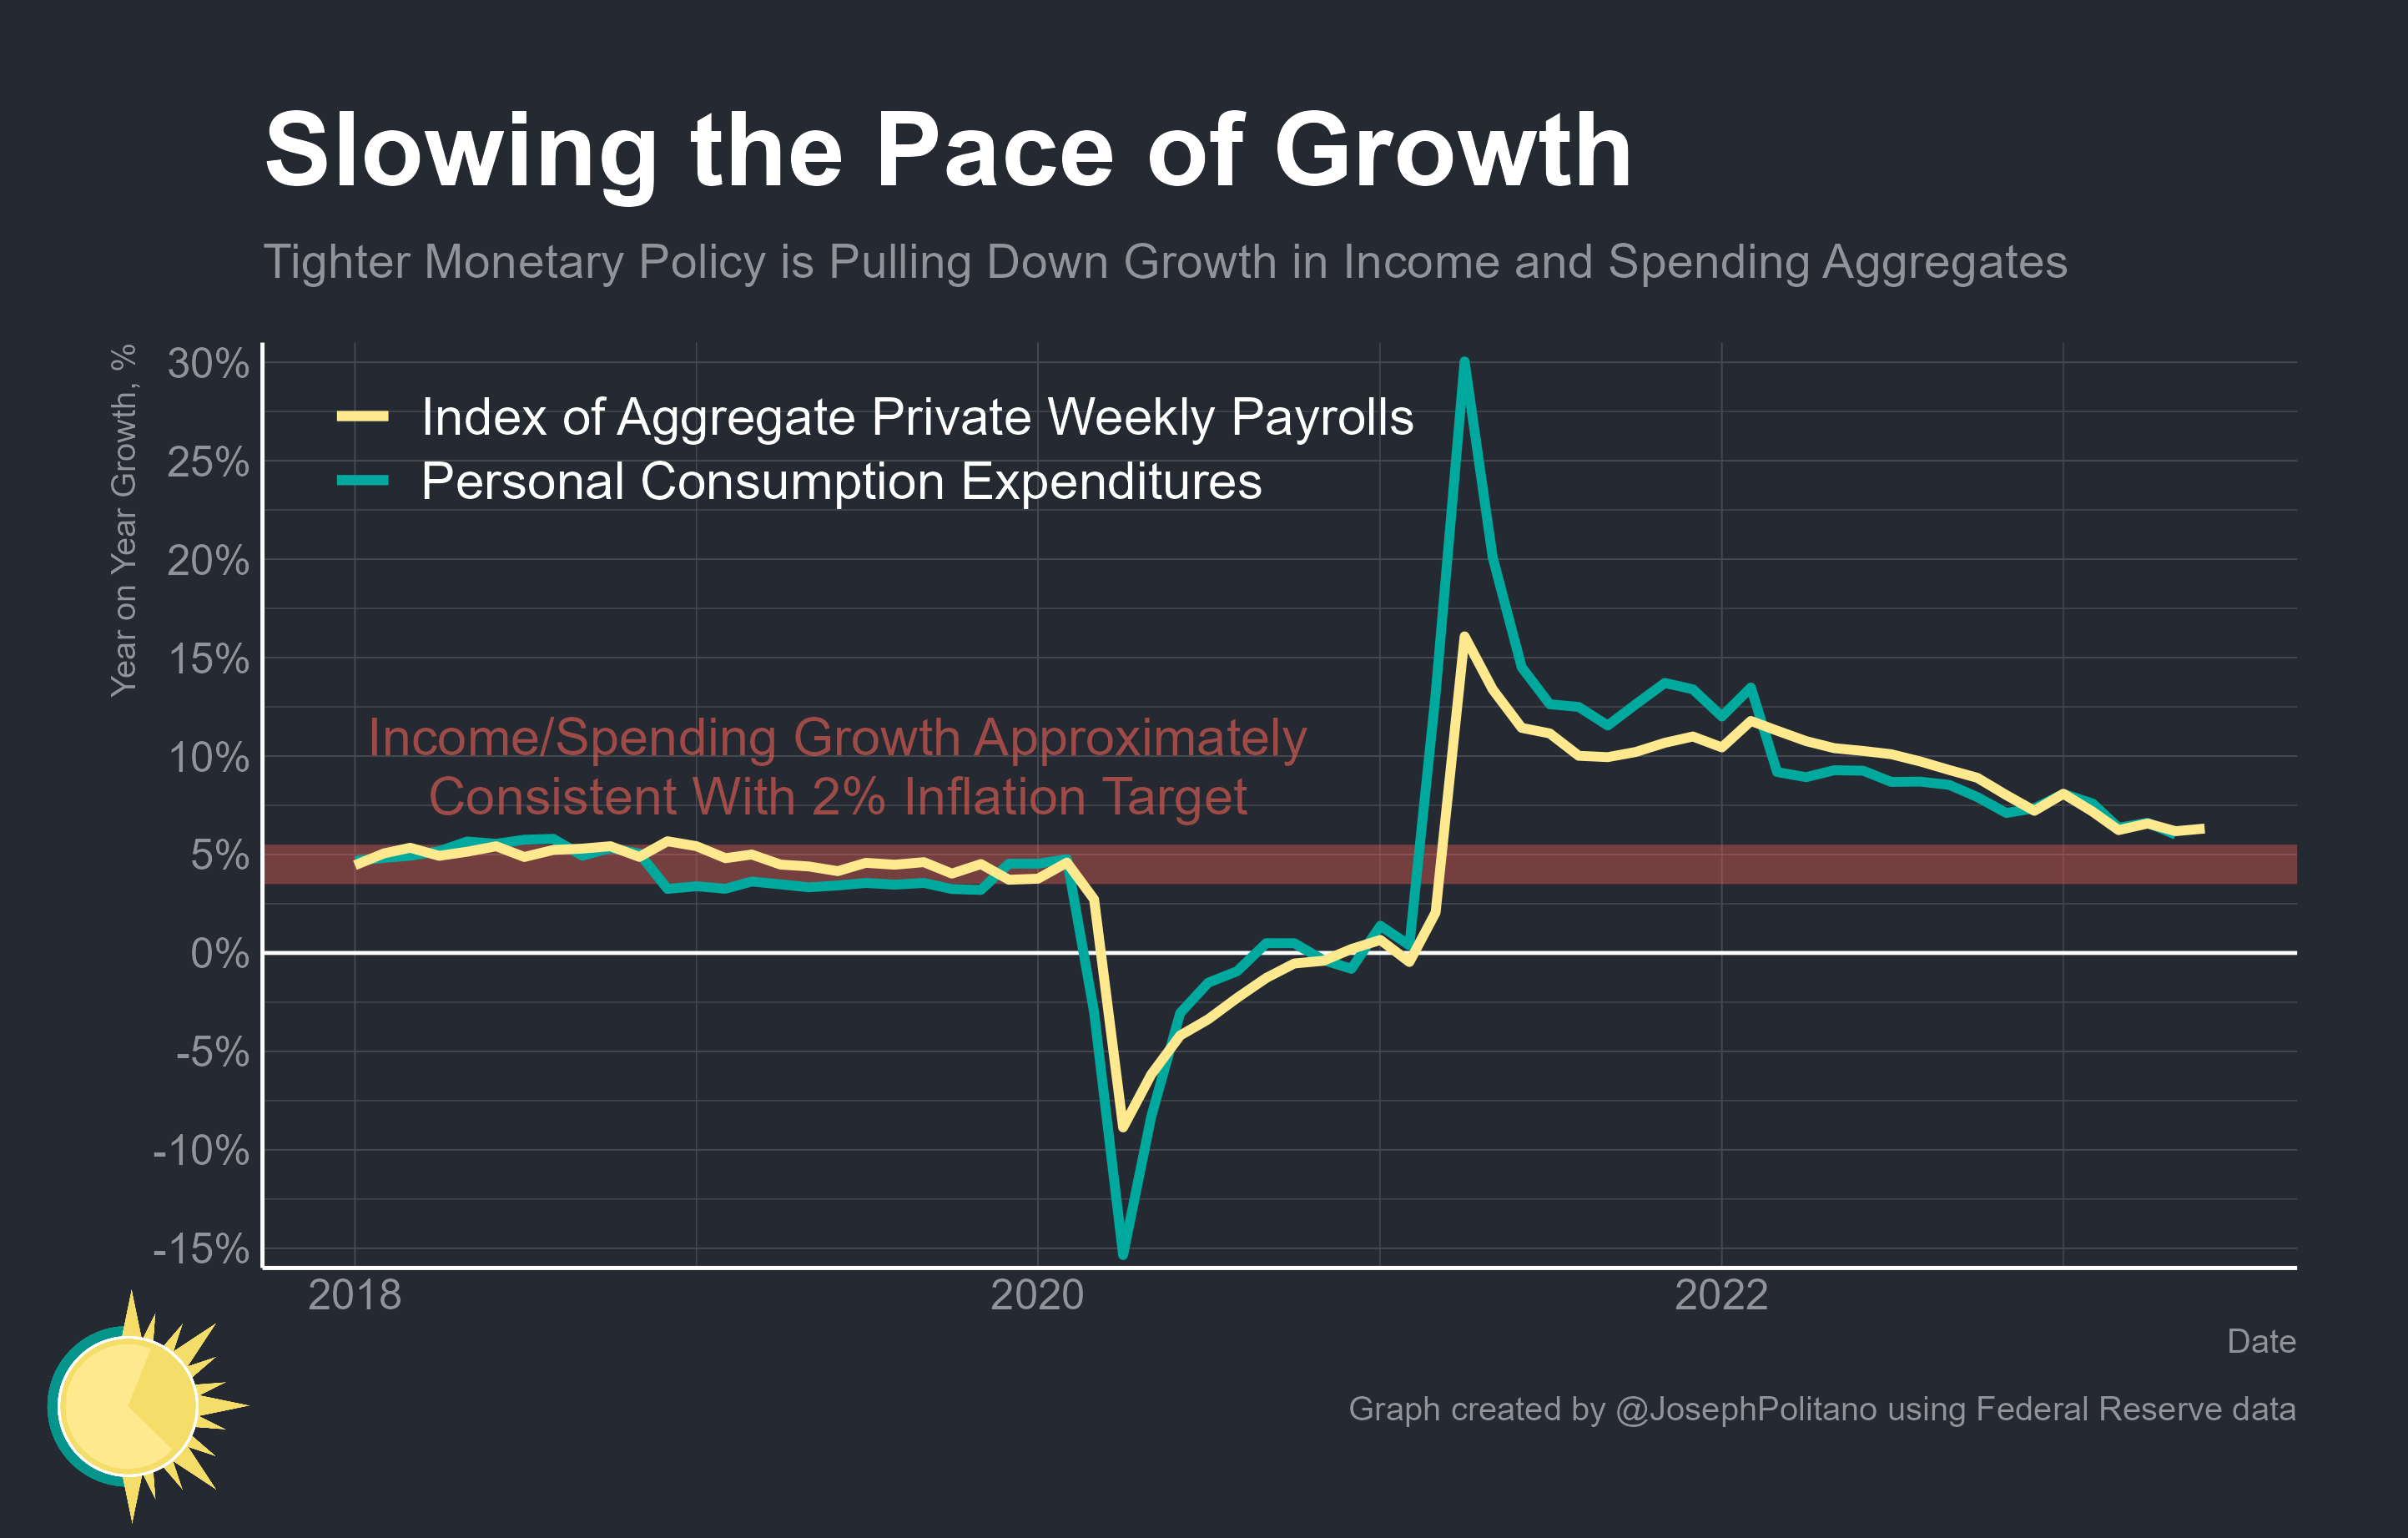 Slowing the Pace of Growth
Tighter Monetary Policy is Pulling Down Growth in Income and Spending Aggregates
Year on Year Growth, %
30%
25%
20%
15%
10%
5%
0%
-5%
-10%
-15%
Index of Aggregate Private Weekly Payrolls
Personal Consumption Expenditures
Income/Spending Growth Approximately
Consistent With 2% Inflation Target
2018
2020
2022
Date
Graph created by @JosephPolitano using Federal Reserve data